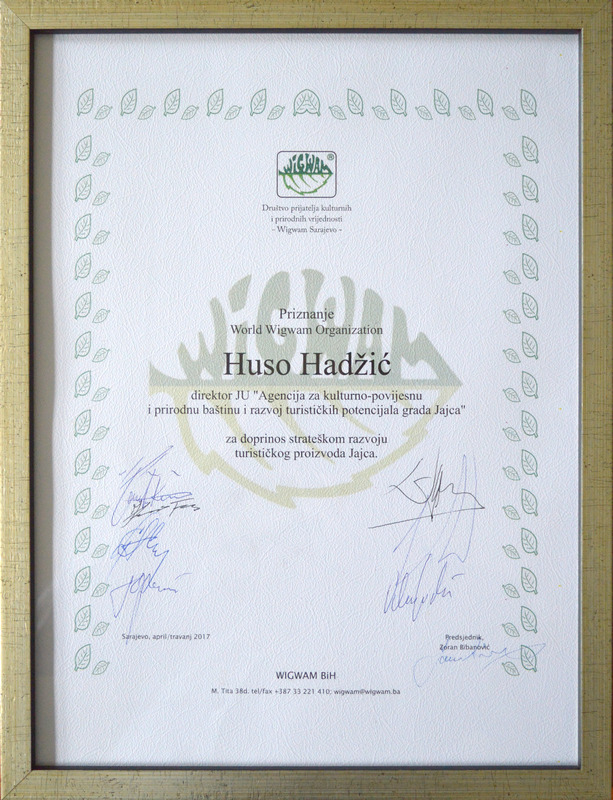 WiGWAM ®
Društvo prijatelja kulturnih
i prirodnih vrijednosti
- Wigwam Sarajevo -
WiGWAM
Priznanje
World Wigwam Organization
Huso Hadžić
direktor JU "Agencija za kulturno-povijesnu
i prirodnu baštinu i razvoj turističkih potencijala grada Jajca"
za doprinos strateškom razvoju
turističkog proizvoda Jajca.
Sarajevo, april/travanj 2017
Predsjednik,
Zoran Bibanović
WIGWAM BiH
M. Tita 38d. tel/fax +387 33 221 410; wigwam@wigwam.ba